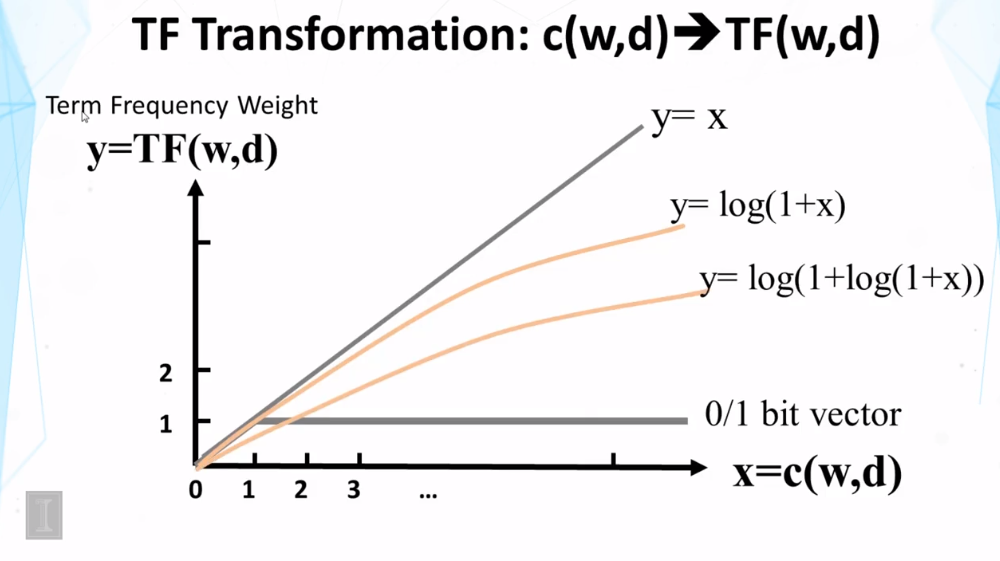 TF Transformation: c(w,d)➔TF(w,d)
Term Frequency Weight
y=TF(w,d)
y= x
y= log(1+x)
y= log(1+log(1+x))
2
1
0/1 bit vector
x=c(w,d)
0 1 2 3 ...
I